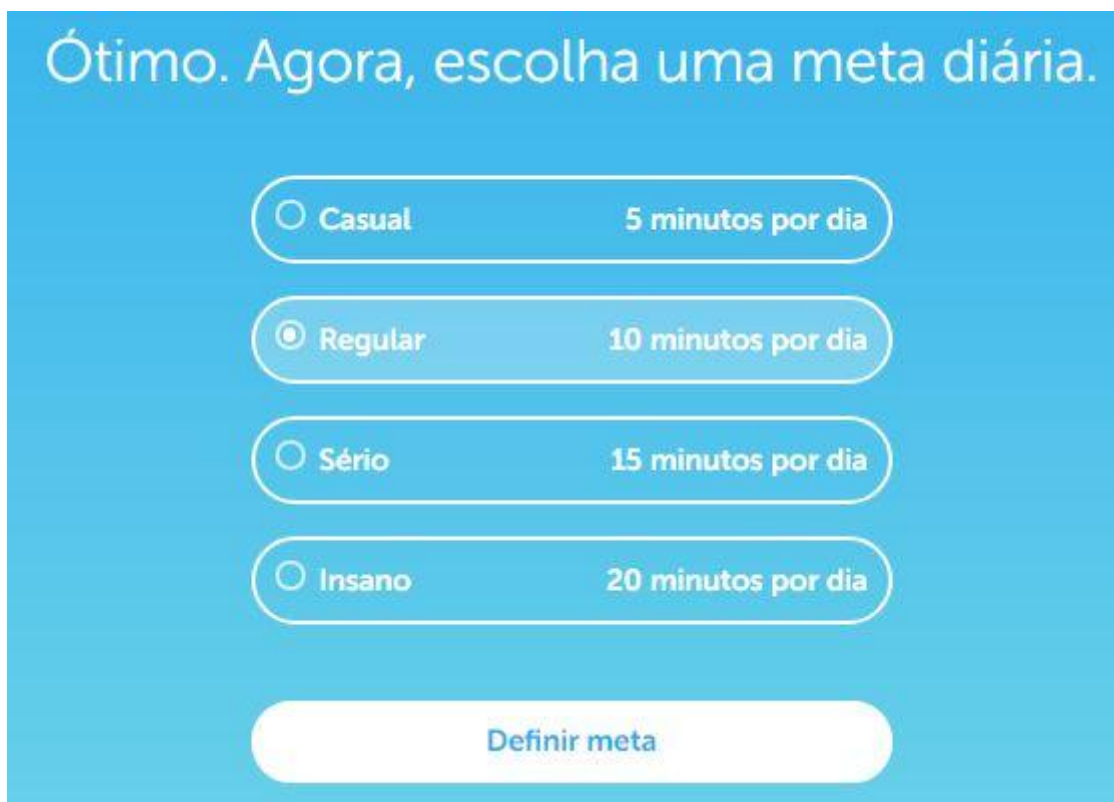 Ótimo. Agora, escolha uma meta diária.
Casual 5 minutos por dia
Regular 10 minutos por dia
Sério 15 minutos por dia
Insano 20 minutos por dia
Definir meta